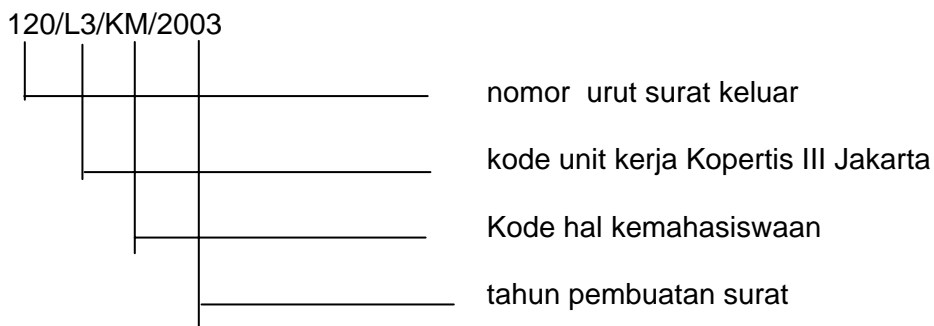 120/L3/KM/2003
nomor urut surat keluar
kode unit kerja Kopertis III Jakarta
Kode hal kemahasiswaan
tahun pembuatan surat